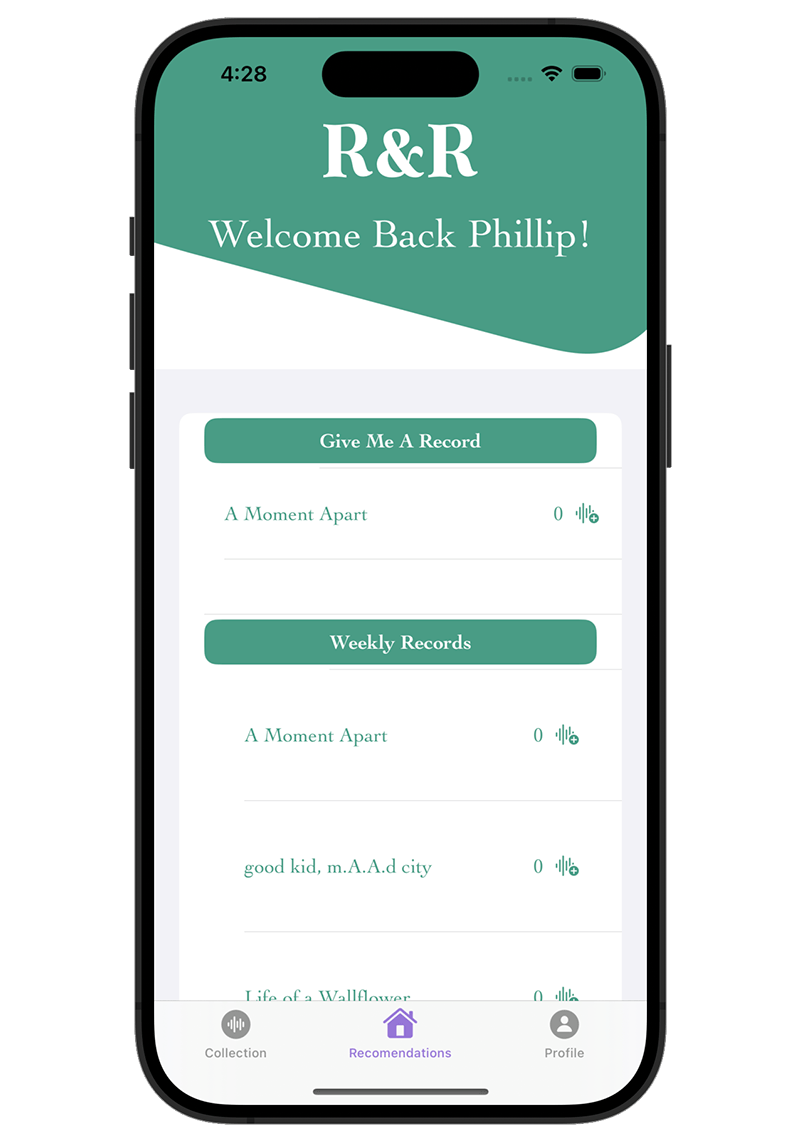 4:28
R&R
Welcome Back Phillip!
Give Me A Record
A Moment Apart 0
Weekly Records
A Moment Apart 0
good kid, m.A.A.d city 0
Life of a Wallflower 0
Collection Recomendations Profile